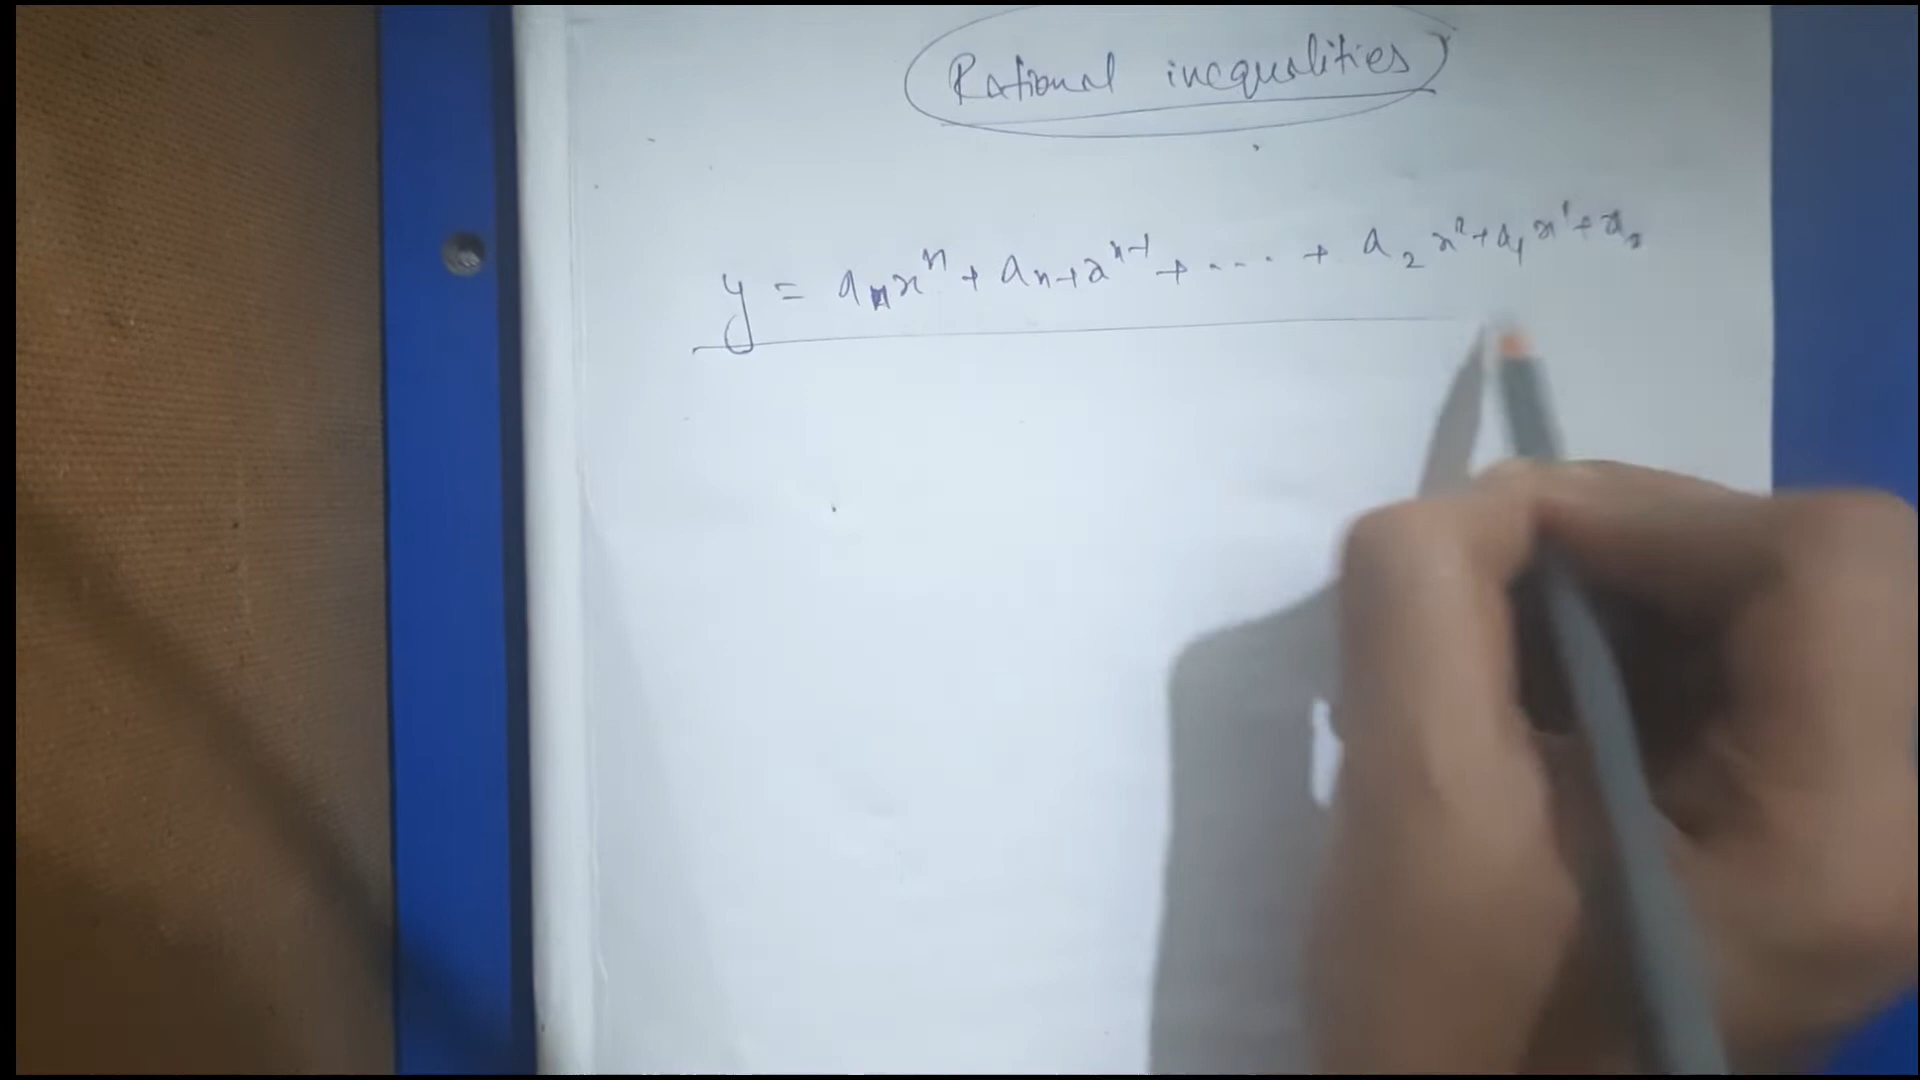 Rational inequalities
y = aₙxⁿ + aₙ₋₁xⁿ⁻¹ + .... + a₂x² + a₁x¹ + a₀